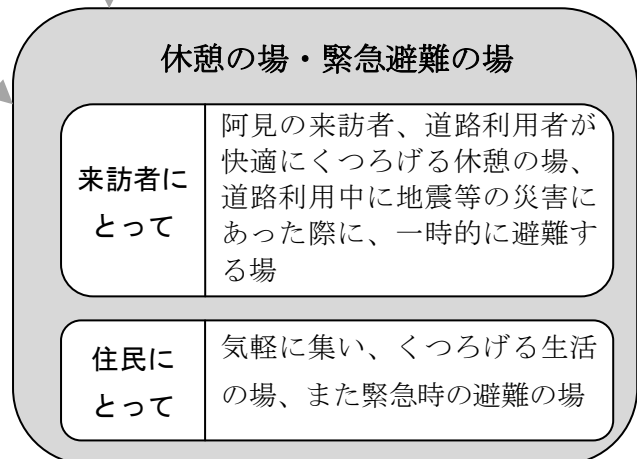 休憩の場・緊急避難の場
来訪者に
とって
阿見の来訪者、道路利用者が
快適にくつろげる休憩の場、
道路利用中に地震等の災害に
あった際に、一時的に避難す
る場
住民に
とって
気軽に集い、くつろげる生活
の場、また緊急時の避難の場